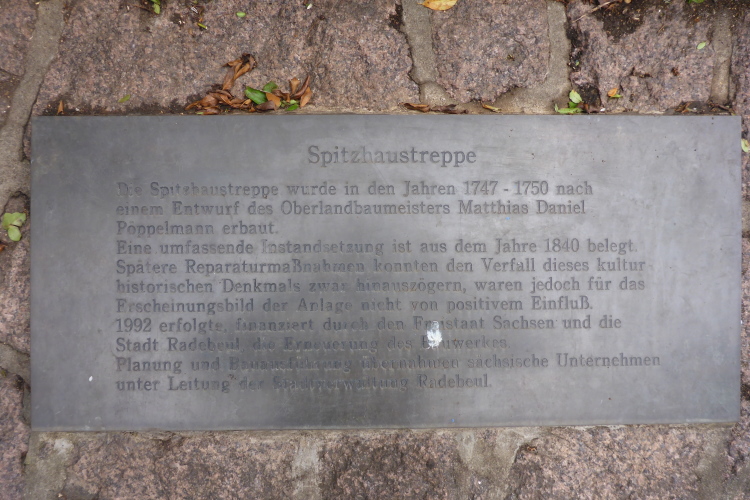 Spitzhaustreppe
Die Spitzhaustreppe wurde in den Jahren 1747 - 1750 nach
einem Entwurf des Oberlandbaumeisters Matthias Daniel
Pöppelmann erbaut.
Eine umfassende Instandsetzung ist aus dem Jahre 1840 belegt.
Spätere Reparaturmaßnahmen konnten den Verfall dieses kultur-
historischen Denkmals zwar hinauszögern, waren jedoch für das
Erscheinungsbild der Anlage nicht von positivem Einfluß.
1992 erfolgte, finanziert durch den Freistaat Sachsen und die
Stadt Radebeul die Erneuerung des Bauwerkes.
Planung und Bauausführung übernahmen sächsische Unternehmen
unter Leitung der Stadtverwaltung Radebeul.